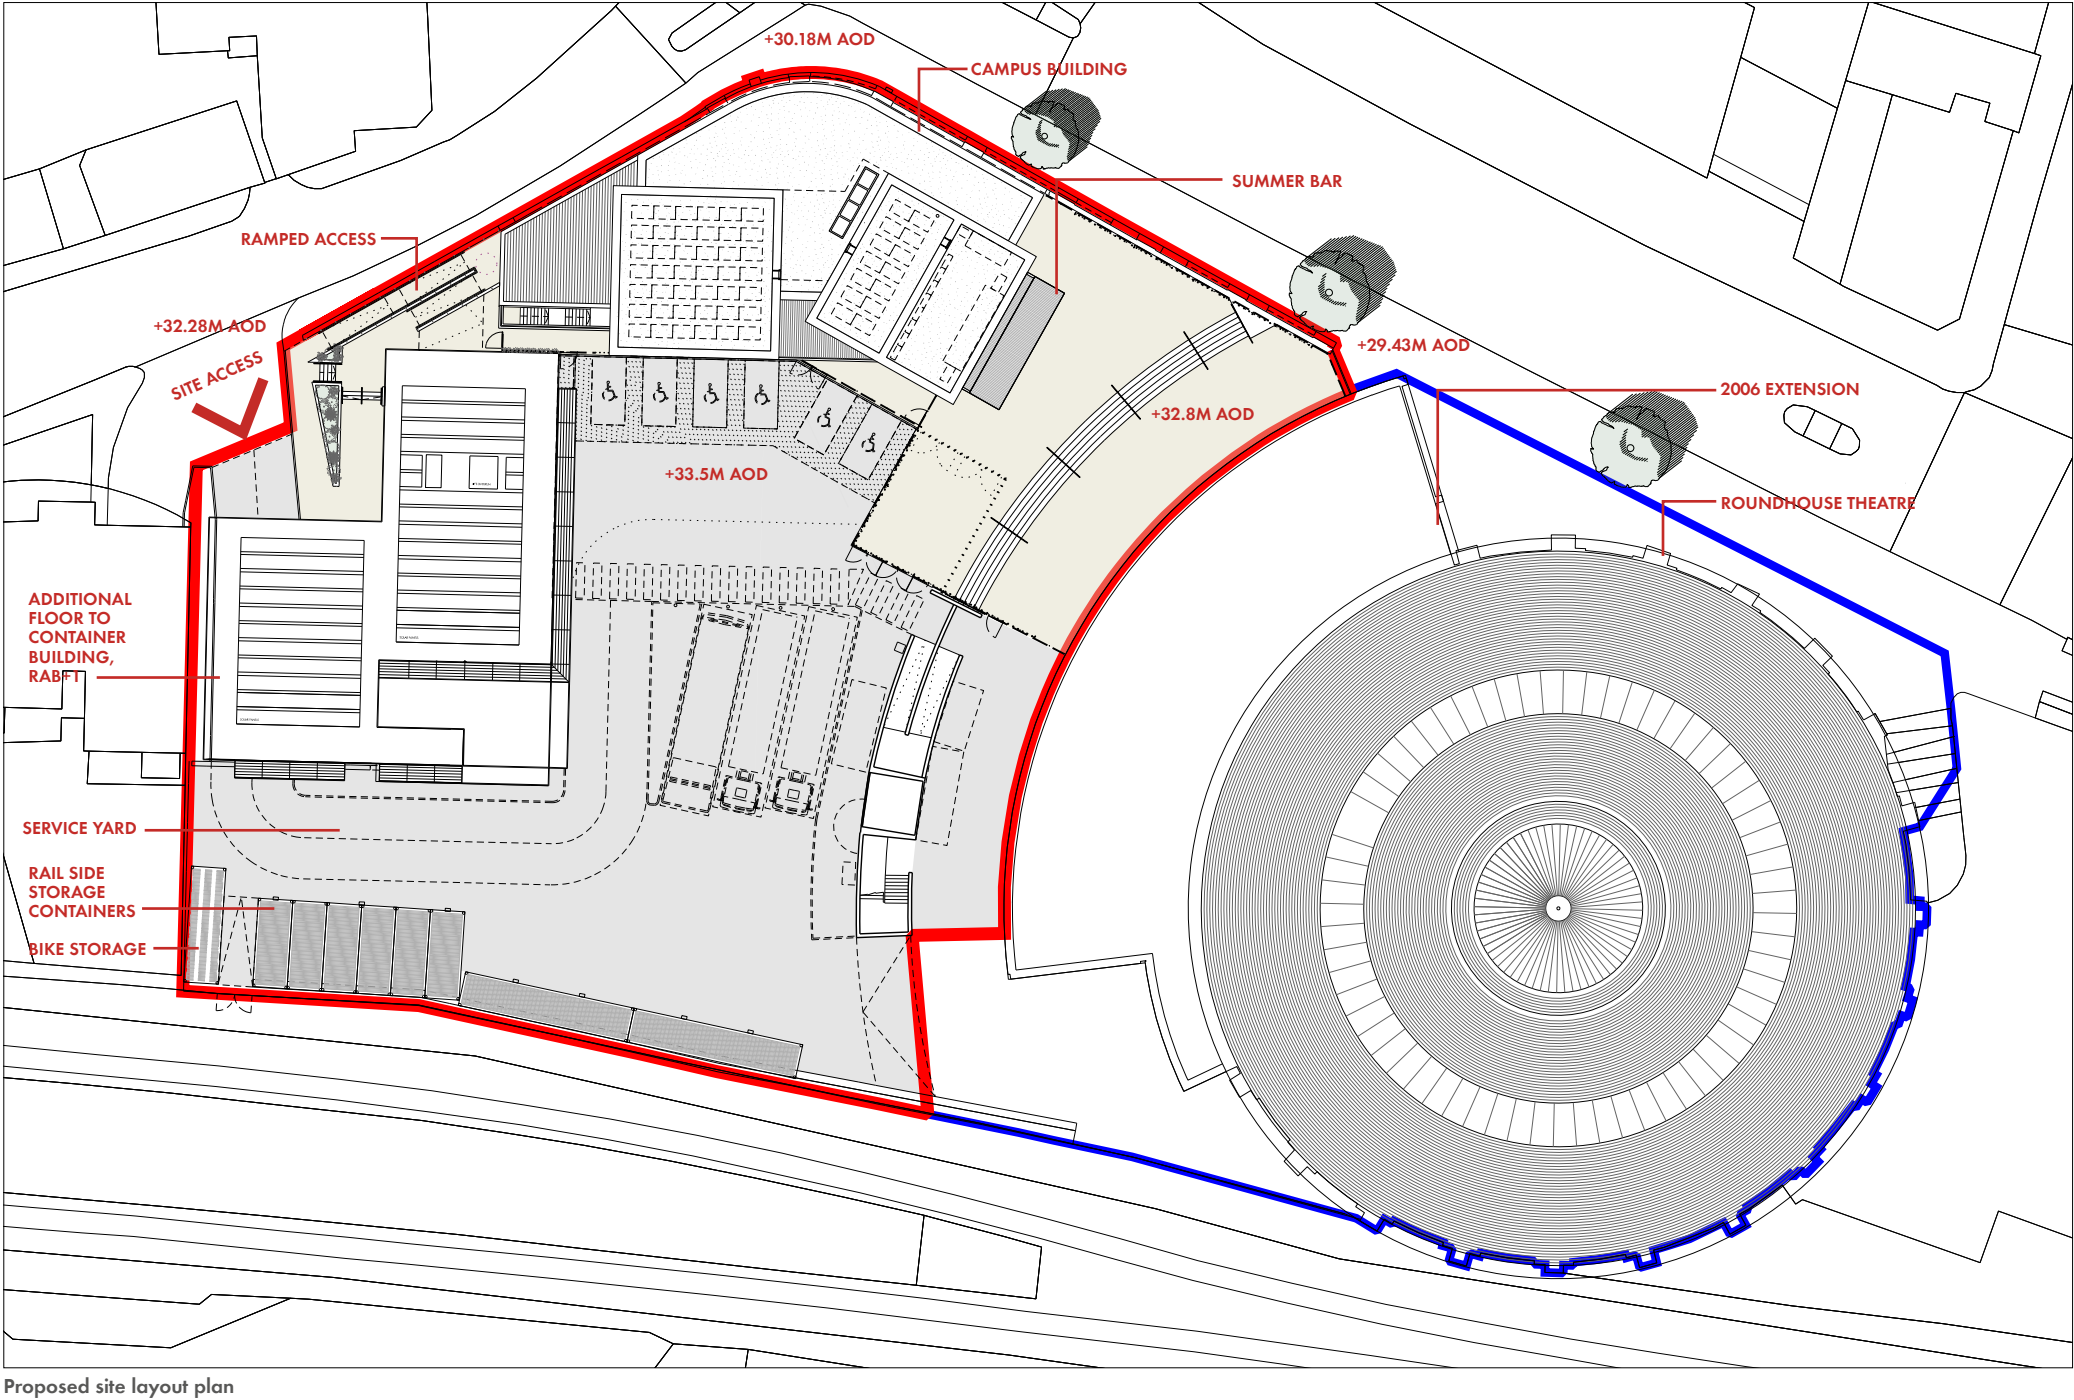 +30.18M AOD
CAMPUS BUILDING
SUMMER BAR
RAMPED ACCESS
+32.28M AOD
SITE ACCESS
+29.43M AOD
2006 EXTENSION
+32.8M AOD
+33.5M AOD
ROUNDHOUSE THEATRE
ADDITIONAL
FLOOR TO
CONTAINER
BUILDING,
RAB+T
SERVICE YARD
RAIL SIDE
STORAGE
CONTAINERS
BIKE STORAGE
Proposed site layout plan